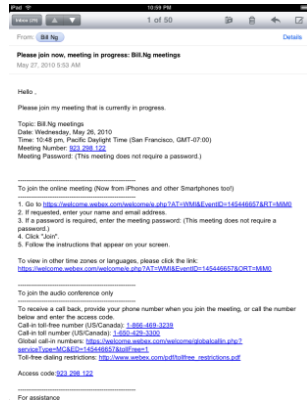 iPad
10:59 PM
Inbox (25)
1 of 50
From: Bill Ng
Details
Please join now, meeting in progress: Bill.Ng meetings
May 27, 2010 5:53 AM
Hello ,
Please join my meeting that is currently in progress.
Topic: Bill.Ng meetings
Date: Wednesday, May 26, 2010
Time: 10:48 pm, Pacific Daylight Time (San Francisco, GMT-07:00)
Meeting Number: 923 298 122
Meeting Password: (This meeting does not require a password.)
-------------------------------------------------------
To join the online meeting (Now from iPhones and other Smartphones too!)
-------------------------------------------------------
1. Go to https://welcome.webex.com/welcome/e.php?AT=WMI&EventID=145446657&RT=MiM0
2. If requested, enter your name and email address.
3. If a password is required, enter the meeting password: (This meeting does not require a
password.)
4. Click "Join".
5. Follow the instructions that appear on your screen.
To view in other time zones or languages, please click the link:
https://welcome.webex.com/welcome/e.php?AT=WMI&EventID=145446657&ORT=MiM0
-------------------------------------------------------
To join the audio conference only
-------------------------------------------------------
To receive a call back, provide your phone number when you join the meeting, or call the number
below and enter the access code.
Call-in toll-free number (US/Canada): 1-866-469-3239
Call-in toll number (US/Canada): 1-650-429-3300
Global call-in numbers: https://welcome.webex.com/welcome/globalcallin.php?
serviceType=MC&ED=145446657&tollFree=1
Toll-free dialing restrictions: http://www.webex.com/pdf/tollfree_restrictions.pdf
Access code:923 298 122
-------------------------------------------------------
For assistance